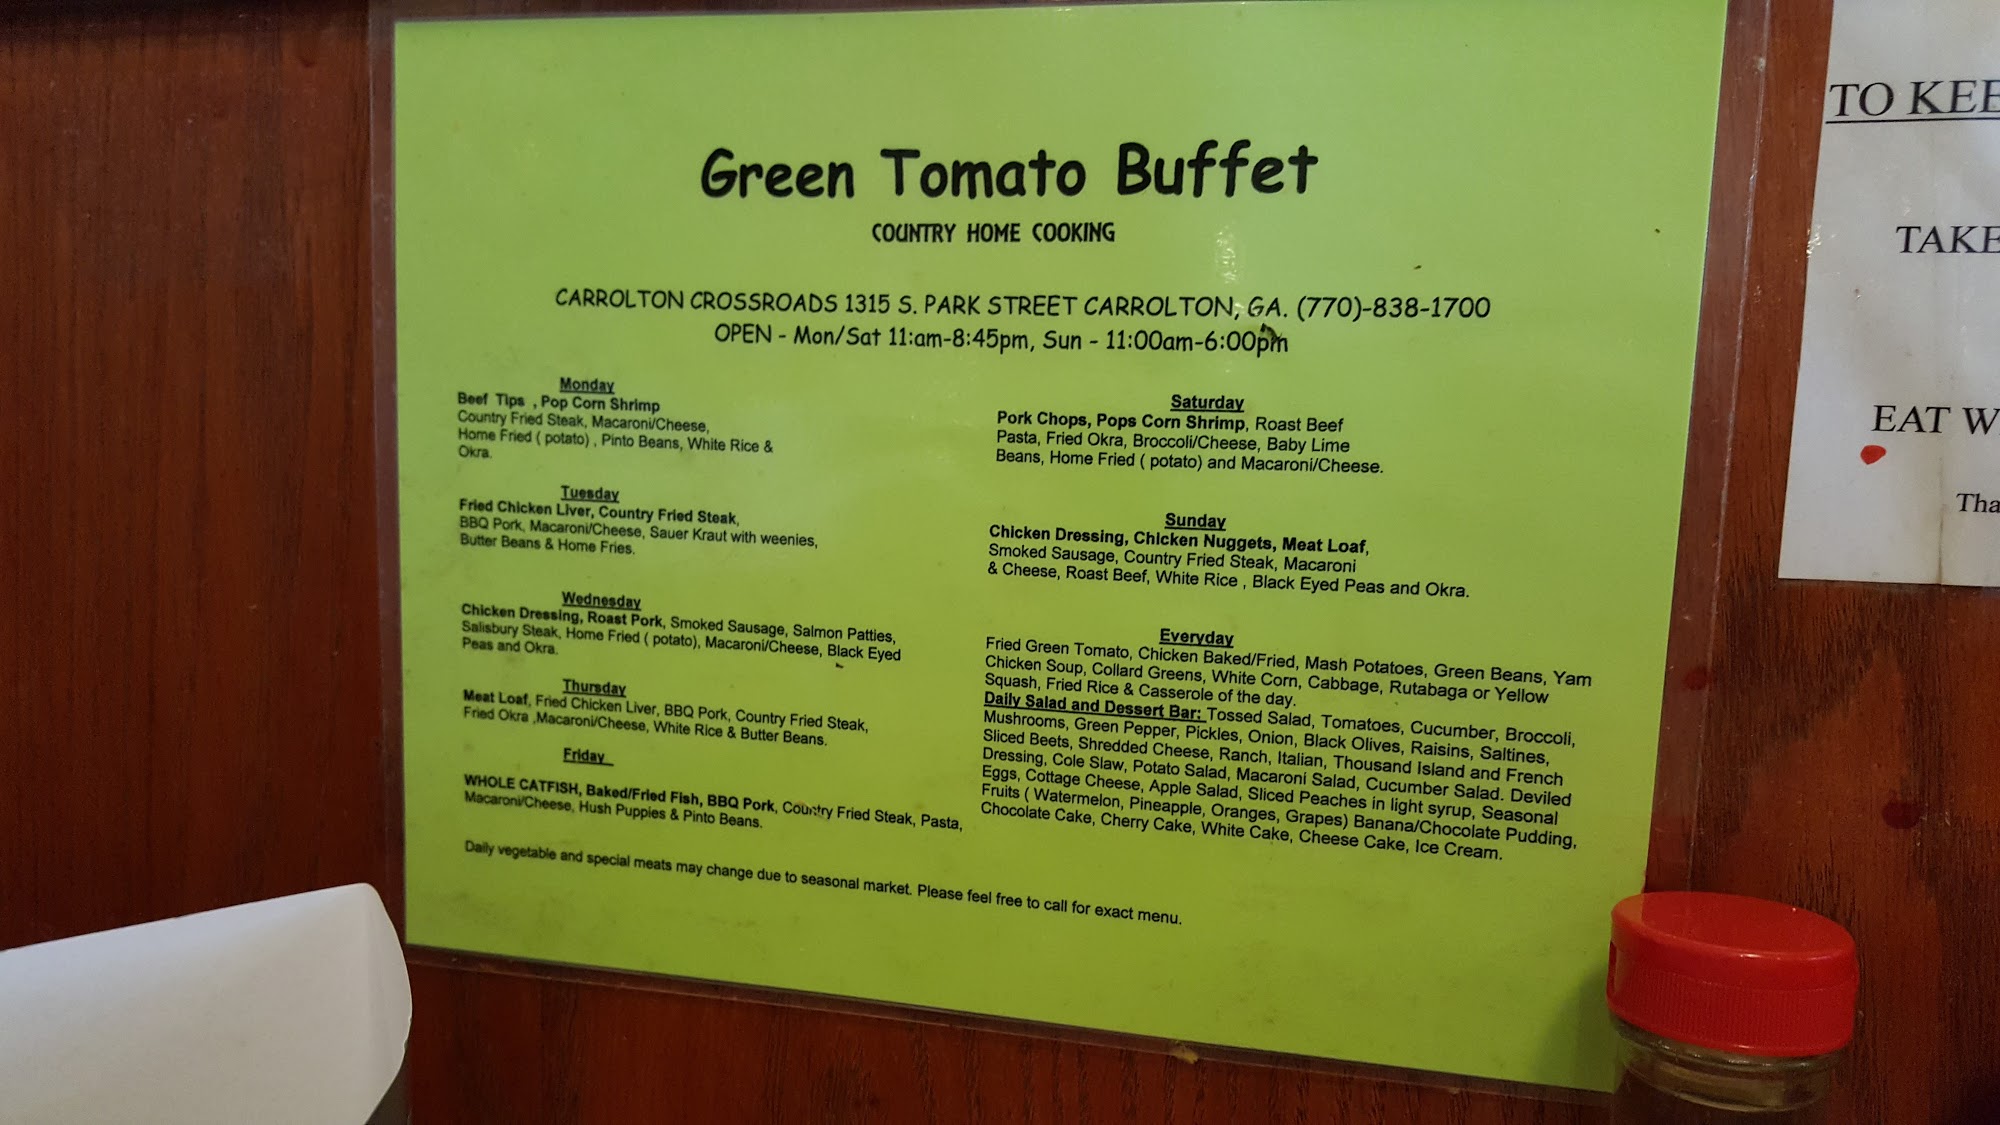 Green Tomato Buffet
COUNTRY HOME COOKING
CARROLTON CROSSROADS 1315 S. PARK STREET CARROLTON, GA. (770)-838-1700
OPEN - Mon/Sat 11:am-8:45pm, Sun - 11:00am-6:00pm
Monday
Beef Tips , Pop Corn Shrimp
Country Fried Steak, Macaroni/Cheese,
Home Fried ( potato) , Pinto Beans, White Rice &
Okra.
Tuesday
Fried Chicken Liver, Country Fried Steak,
BBQ Pork, Macaroni/Cheese, Sauer Kraut with weenies,
Butter Beans & Home Fries.
Wednesday
Chicken Dressing, Roast Pork, Smoked Sausage, Salmon Patties,
Salisbury Steak, Home Fried ( potato), Macaroni/Cheese, Black Eyed
Peas and Okra.
Thursday
Meat Loaf, Fried Chicken Liver, BBQ Pork, Country Fried Steak,
Fried Okra ,Macaroni/Cheese, White Rice & Butter Beans.
Friday
WHOLE CATFISH, Baked/Fried Fish, BBQ Pork, Country Fried Steak, Pasta,
Macaroni/Cheese, Hush Puppies & Pinto Beans.
Saturday
Pork Chops, Pops Corn Shrimp, Roast Beef
Pasta, Fried Okra, Broccoli/Cheese, Baby Lime
Beans, Home Fried ( potato) and Macaroni/Cheese.
Sunday
Chicken Dressing, Chicken Nuggets, Meat Loaf,
Smoked Sausage, Country Fried Steak, Macaroni
& Cheese, Roast Beef, White Rice , Black Eyed Peas and Okra.
Everyday
Fried Green Tomato, Chicken Baked/Fried, Mash Potatoes, Green Beans, Yam
Chicken Soup, Collard Greens, White Corn, Cabbage, Rutabaga or Yellow
Squash, Fried Rice & Casserole of the day.
Daily Salad and Dessert Bar: Tossed Salad, Tomatoes, Cucumber, Broccoli,
Mushrooms, Green Pepper, Pickles, Onion, Black Olives, Raisins, Saltines,
Sliced Beets, Shredded Cheese, Ranch, Italian, Thousand Island and French
Dressing, Cole Slaw, Potato Salad, Macaroni Salad, Cucumber Salad. Deviled
Eggs, Cottage Cheese, Apple Salad, Sliced Peaches in light syrup, Seasonal
Fruits ( Watermelon, Pineapple, Oranges, Grapes) Banana/Chocolate Pudding,
Chocolate Cake, Cherry Cake, White Cake, Cheese Cake, Ice Cream.
Daily vegetable and special meats may change due to seasonal market. Please feel free to call for exact menu.
TO KEE
TAKE
EAT W
Tha